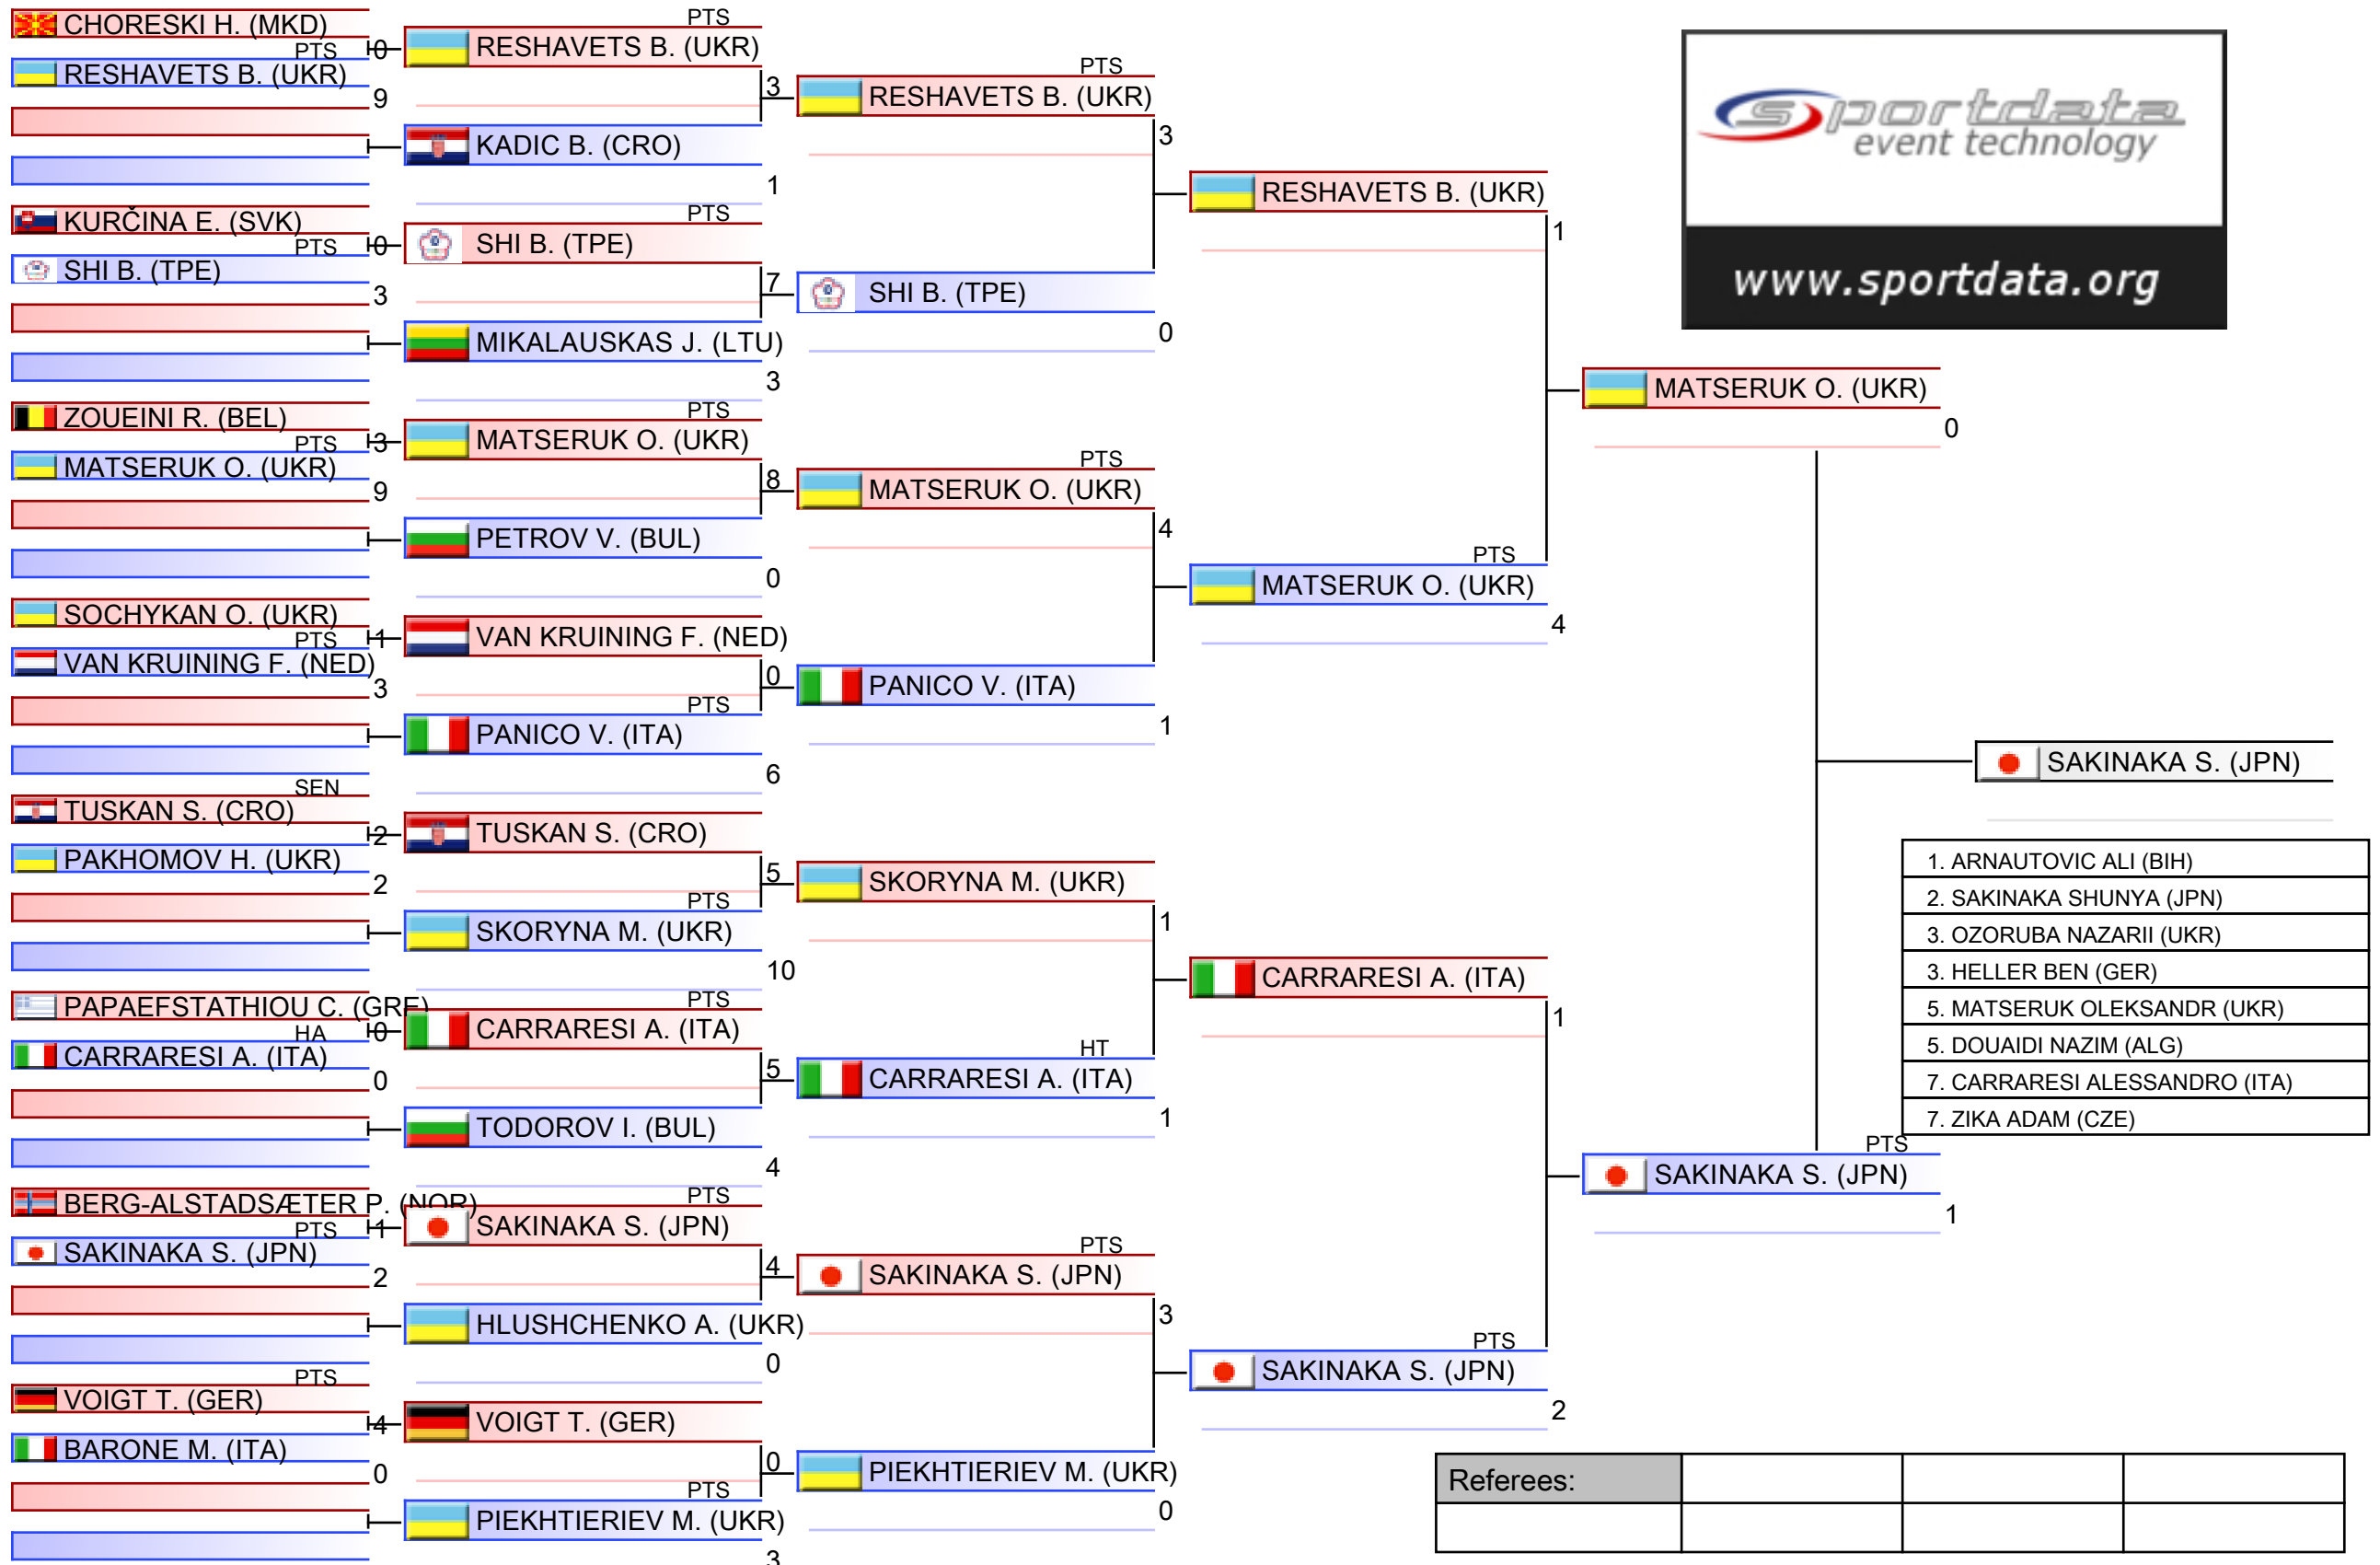 CHORESKI H. (MKD)
PTS
0
RESHAVETS B. (UKR)
9
KURČINA E. (SVK)
PTS
0
SHI B. (TPE)
3
ZOUEINI R. (BEL)
PTS
3
MATSERUK O. (UKR)
9
SOCHYKAN O. (UKR)
PTS
1
VAN KRUINING F. (NED)
3
SEN
TUSKAN S. (CRO)
2
PAKHOMOV H. (UKR)
2
PAPAEFSTATHIOU C. (GRE)
HA
0
CARRARESI A. (ITA)
0
BERG-ALSTADSÆTER P. (NOR)
PTS
1
SAKINAKA S. (JPN)
2
PTS
VOIGT T. (GER)
4
BARONE M. (ITA)
0
PTS
RESHAVETS B. (UKR)
3
KADIC B. (CRO)
1
PTS
SHI B. (TPE)
7
MIKALAUSKAS J. (LTU)
3
PTS
MATSERUK O. (UKR)
8
PETROV V. (BUL)
0
VAN KRUINING F. (NED)
0
PTS
PANICO V. (ITA)
6
TUSKAN S. (CRO)
5
PTS
SKORYNA M. (UKR)
10
PTS
CARRARESI A. (ITA)
5
TODOROV I. (BUL)
4
PTS
SAKINAKA S. (JPN)
4
HLUSHCHENKO A. (UKR)
0
VOIGT T. (GER)
0
PTS
PIEKHTIERIEV M. (UKR)
3
PTS
RESHAVETS B. (UKR)
3
SHI B. (TPE)
0
PTS
MATSERUK O. (UKR)
4
PANICO V. (ITA)
1
SKORYNA M. (UKR)
1
HT
CARRARESI A. (ITA)
1
PTS
SAKINAKA S. (JPN)
3
PIEKHTIERIEV M. (UKR)
0
RESHAVETS B. (UKR)
1
PTS
MATSERUK O. (UKR)
4
CARRARESI A. (ITA)
1
PTS
SAKINAKA S. (JPN)
2
MATSERUK O. (UKR)
0
PTS
SAKINAKA S. (JPN)
1
SAKINAKA S. (JPN)
sportdata
event technology
www.sportdata.org
1. ARNAUTOVIC ALI (BIH)
2. SAKINAKA SHUNYA (JPN)
3. OZORUBA NAZARII (UKR)
3. HELLER BEN (GER)
5. MATSERUK OLEKSANDR (UKR)
5. DOUAIDI NAZIM (ALG)
7. CARRARESI ALESSANDRO (ITA)
7. ZIKA ADAM (CZE)
Referees: